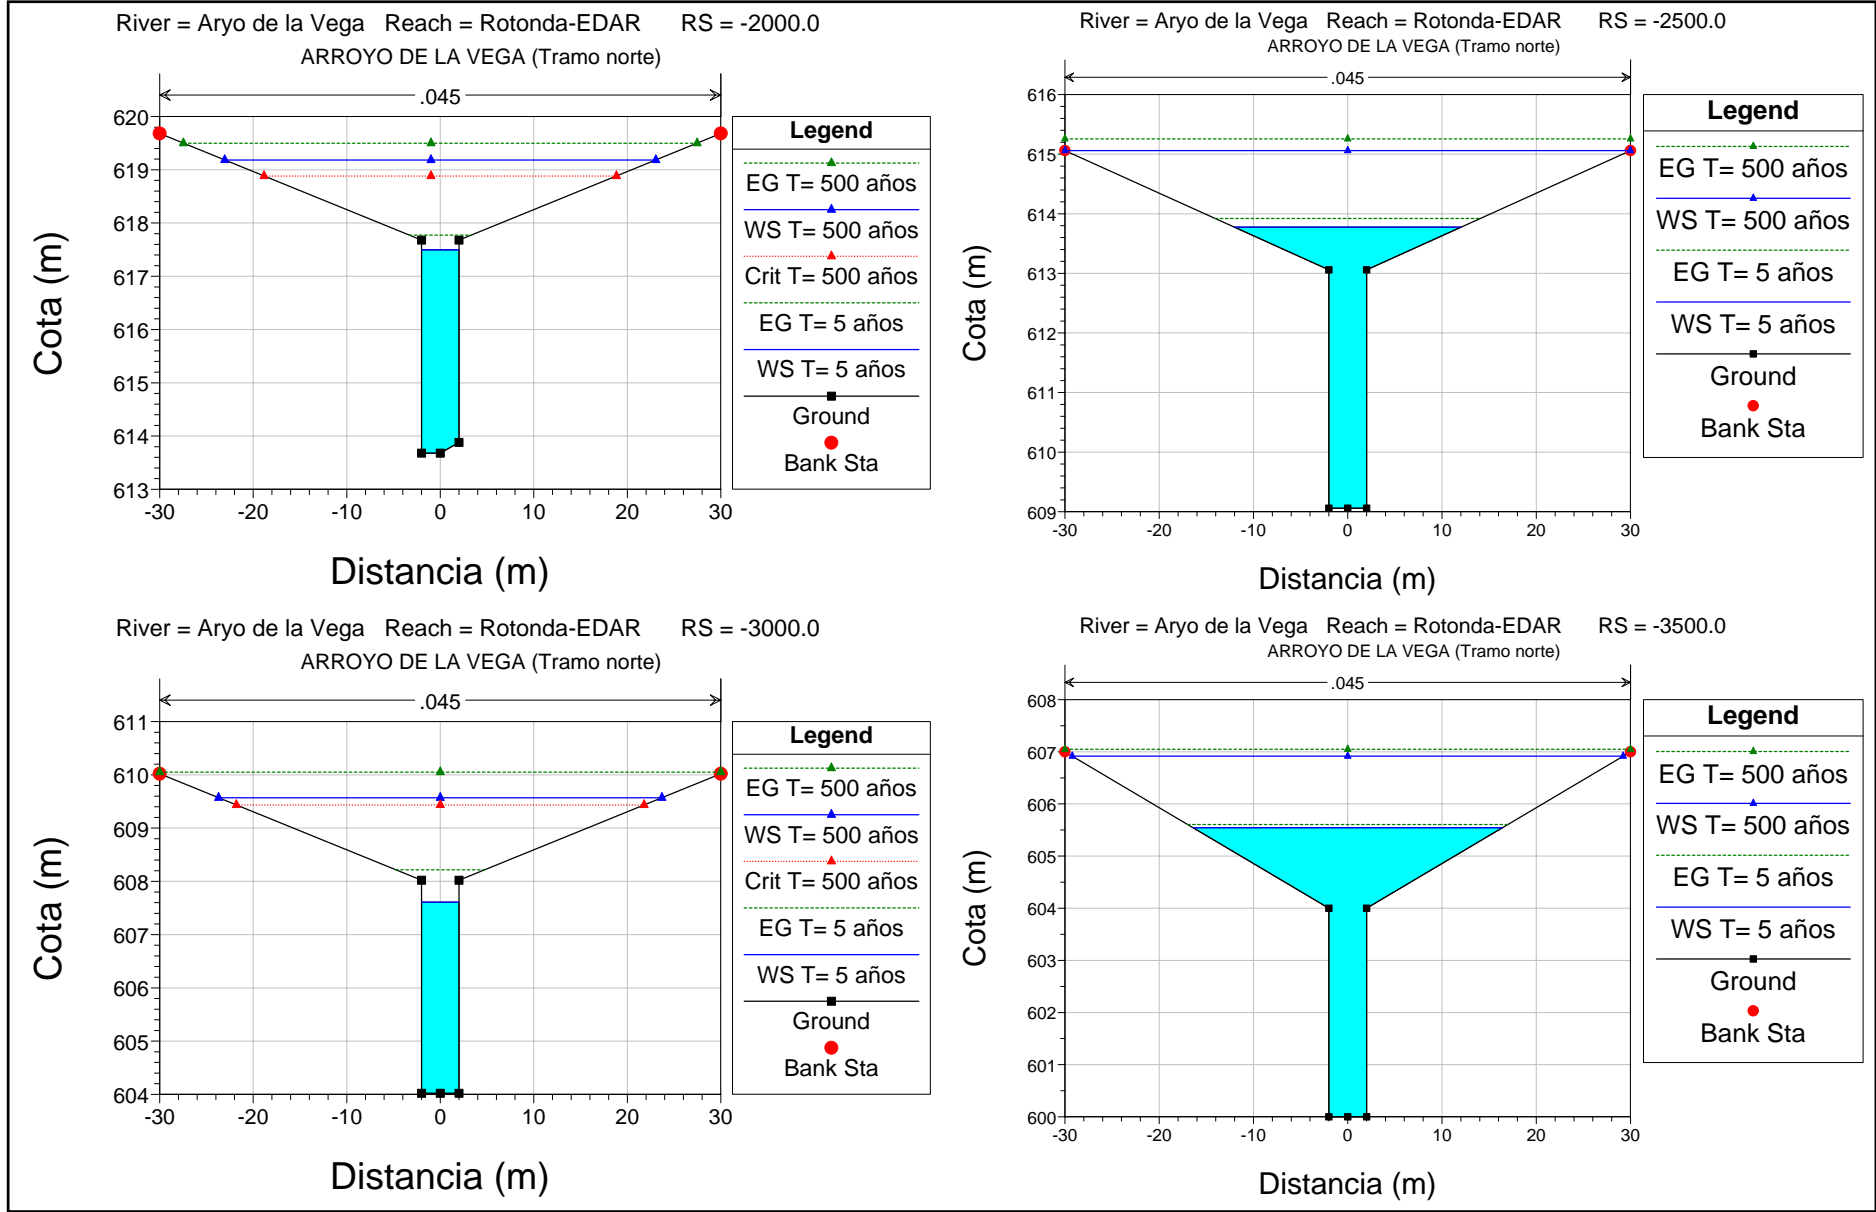 River = Aryo de la Vega   Reach = Rotonda-EDAR      RS = -2000.0
ARROYO DE LA VEGA (Tramo norte)
.045
620
619
618
617
616
615
614
613
-30 -20 -10 0 10 20 30
Cota (m)
Distancia (m)
Legend
EG T= 500 años
WS T= 500 años
Crit T= 500 años
EG T= 5 años
WS T= 5 años
Ground
Bank Sta
River = Aryo de la Vega   Reach = Rotonda-EDAR      RS = -2500.0
ARROYO DE LA VEGA (Tramo norte)
.045
616
615
614
613
612
611
610
609
-30 -20 -10 0 10 20 30
Cota (m)
Distancia (m)
Legend
EG T= 500 años
WS T= 500 años
EG T= 5 años
WS T= 5 años
Ground
Bank Sta
River = Aryo de la Vega   Reach = Rotonda-EDAR      RS = -3000.0
ARROYO DE LA VEGA (Tramo norte)
.045
611
610
609
608
607
606
605
604
-30 -20 -10 0 10 20 30
Cota (m)
Distancia (m)
Legend
EG T= 500 años
WS T= 500 años
Crit T= 500 años
EG T= 5 años
WS T= 5 años
Ground
Bank Sta
River = Aryo de la Vega   Reach = Rotonda-EDAR      RS = -3500.0
ARROYO DE LA VEGA (Tramo norte)
.045
608
607
606
605
604
603
602
601
600
-30 -20 -10 0 10 20 30
Cota (m)
Distancia (m)
Legend
EG T= 500 años
WS T= 500 años
EG T= 5 años
WS T= 5 años
Ground
Bank Sta